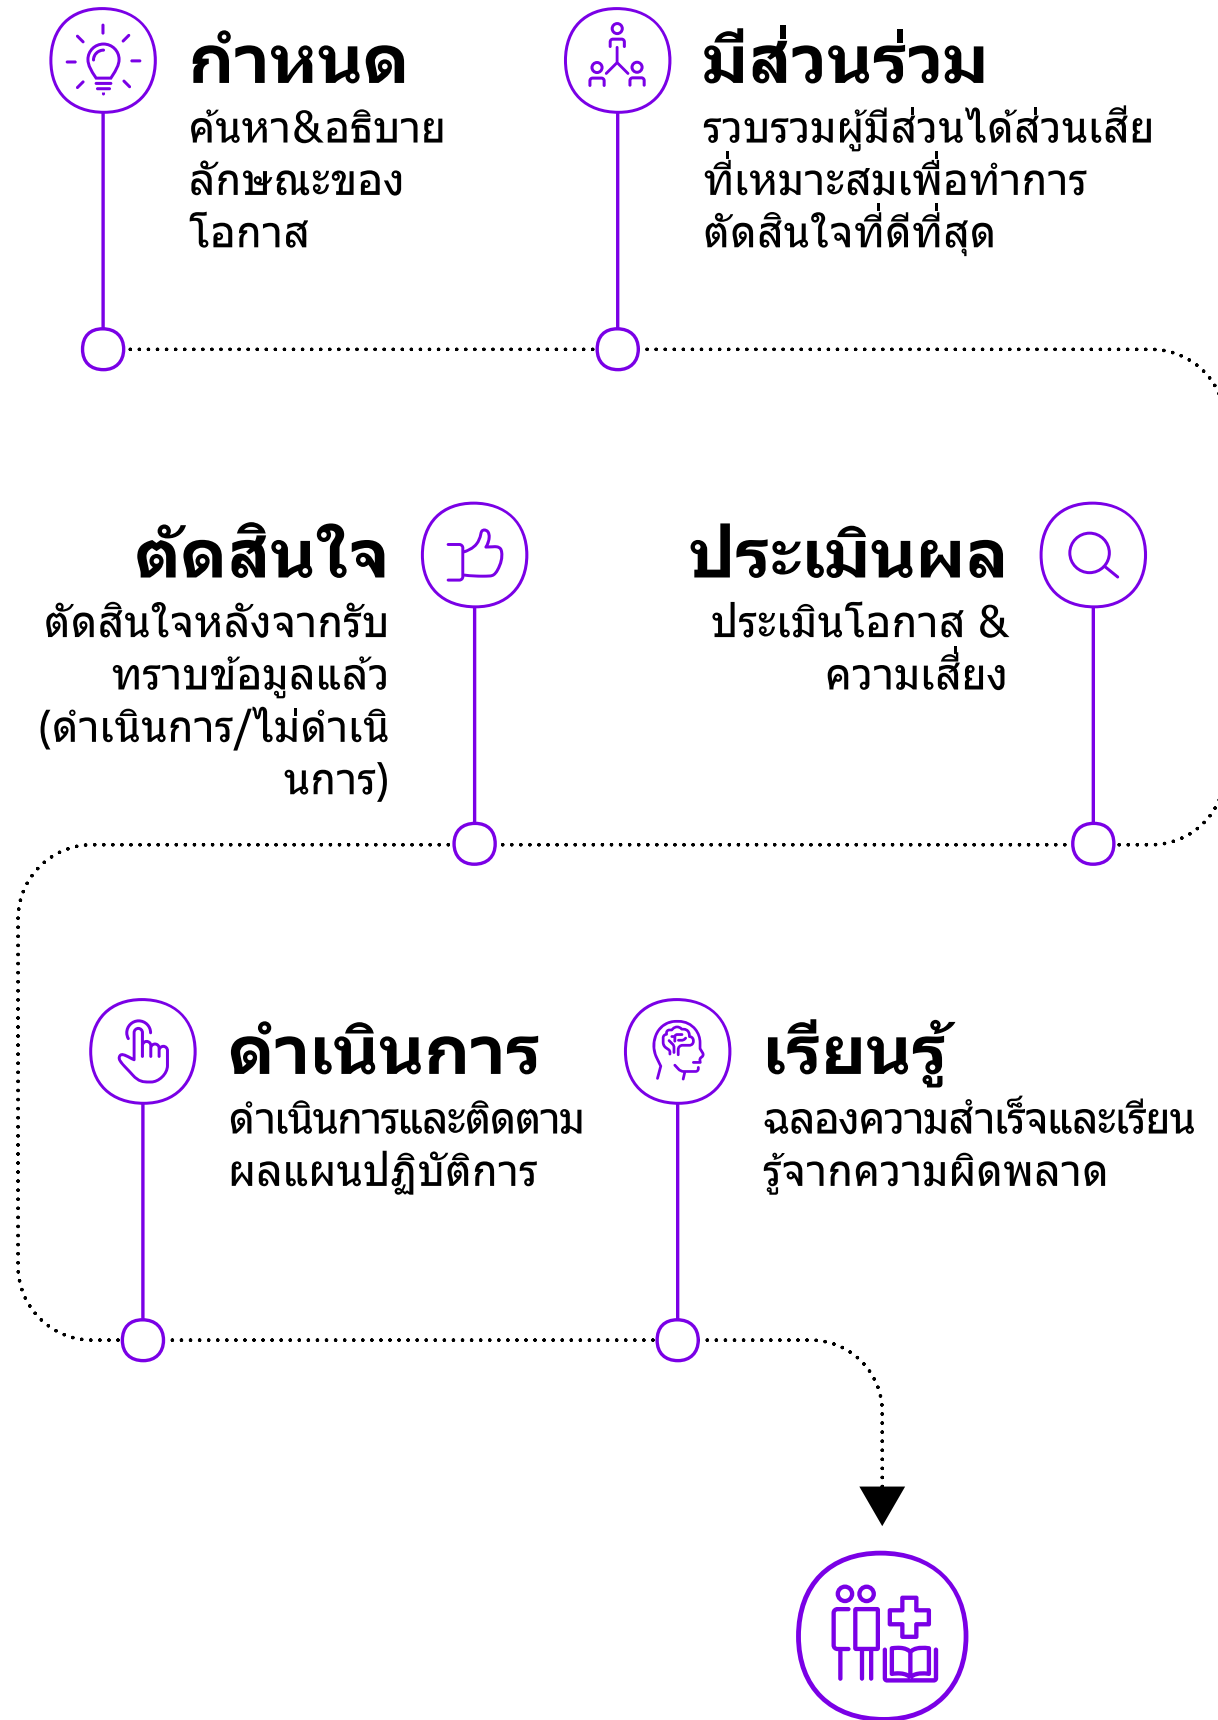 กำหนด
ค้นหา&อธิบาย
ลักษณะของ
โอกาส
มีส่วนร่วม
รวบรวมผู้มีส่วนได้ส่วนเสีย
ที่เหมาะสมเพื่อทำการ
ตัดสินใจที่ดีที่สุด
ประเมินผล
ประเมินโอกาส &
ความเสี่ยง
ตัดสินใจ
ตัดสินใจหลังจากรับ
ทราบข้อมูลแล้ว
(ดำเนินการ/ไม่ดำเนิ
นการ)
ดำเนินการ
ดำเนินการและติดตาม
ผลแผนปฏิบัติการ
เรียนรู้
ฉลองความสำเร็จและเรียน
รู้จากความผิดพลาด